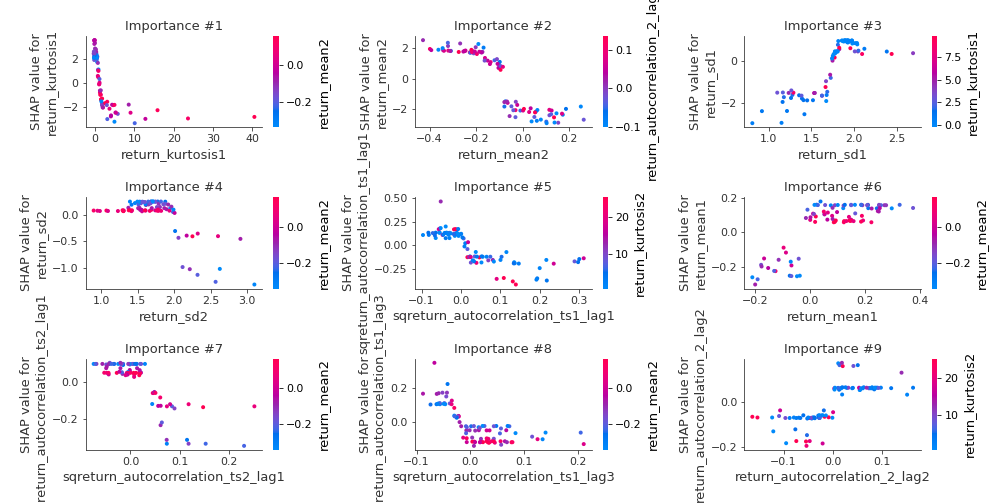 Importance #1
SHAP value for
return_kurtosis1
2
0
−2
0
10
20
30
40
return_kurtosis1
0.0
−0.2
return_mean2
Importance #2
SHAP value for
return_mean2
2
0
−2
−0.4
−0.2
0.0
0.2
return_mean2
0.1
0.0
−0.1
return_autocorrelation_2_lag
Importance #3
SHAP value for
return_sd1
0
−2
1.0
1.5
2.0
2.5
return_sd1
7.5
5.0
2.5
0.0
return_kurtosis1
Importance #4
SHAP value for
return_sd2
0.0
−0.5
−1.0
1.0
1.5
2.0
2.5
3.0
return_sd2
0.0
−0.2
return_mean2
Importance #5
SHAP value for
sqreturn_autocorrelation_ts1_lag1
0.50
0.25
0.00
−0.25
−0.1
0.0
0.1
0.2
0.3
sqreturn_autocorrelation_ts1_lag1
20
10
return_kurtosis2
Importance #6
SHAP value for
return_mean1
0.2
0.0
−0.2
−0.2
0.0
0.2
0.4
return_mean1
0.0
−0.2
return_mean2
Importance #7
SHAP value for
return_autocorrelation_ts2_lag1
0.0
−0.2
0.0
0.1
0.2
sqreturn_autocorrelation_ts2_lag1
0.0
−0.2
return_mean2
Importance #8
SHAP value for
return_autocorrelation_ts1_lag3
0.2
0.0
−0.1
0.0
0.1
0.2
sqreturn_autocorrelation_ts1_lag3
0.0
−0.2
return_mean2
Importance #9
SHAP value for
return_autocorrelation_2_lag2
0.0
−0.2
−0.1
0.0
0.1
return_autocorrelation_2_lag2
20
10
return_kurtosis2